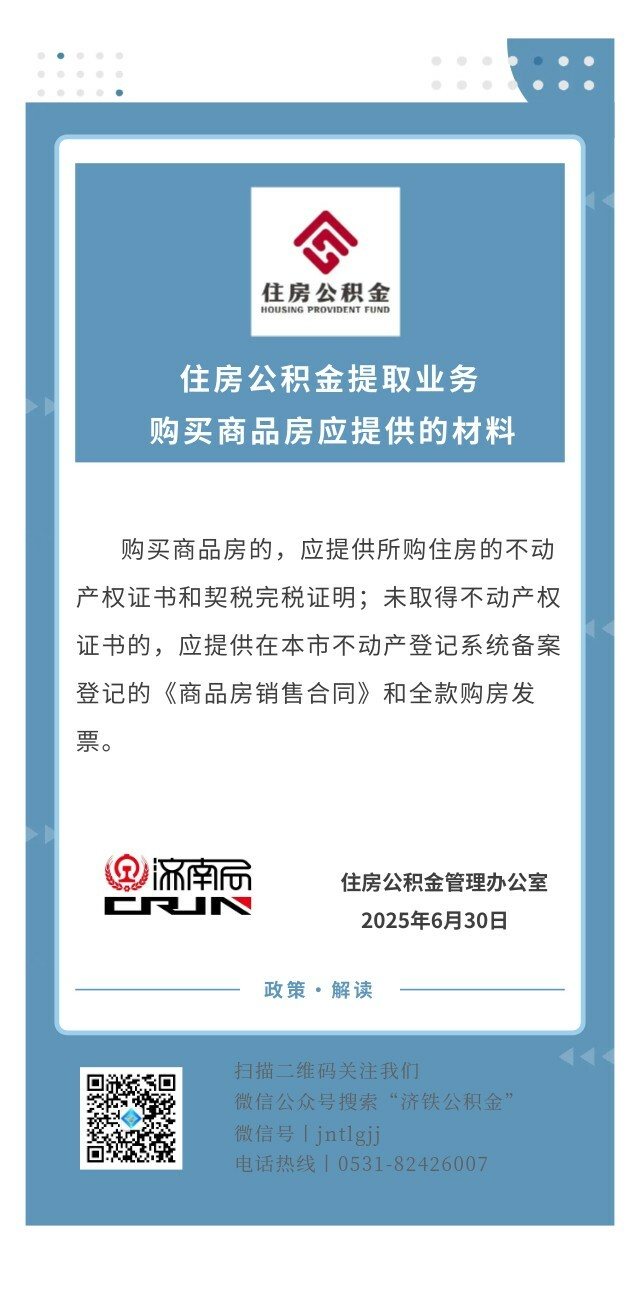 住房公积金
HOUSING PROVIDENT FUND
住房公积金提取业务
购买商品房应提供的材料
购买商品房的，应提供所购住房的不动
产权证书和契税完税证明；未取得不动产权
证书的，应提供在本市不动产登记系统备案
登记的《商品房销售合同》和全款购房发
票。
济南局
CRJN
住房公积金管理办公室
2025年6月30日
政策·解读
扫描二维码关注我们
微信公众号搜索“济铁公积金”
微信号丨jntlgjj
电话热线丨0531-82426007